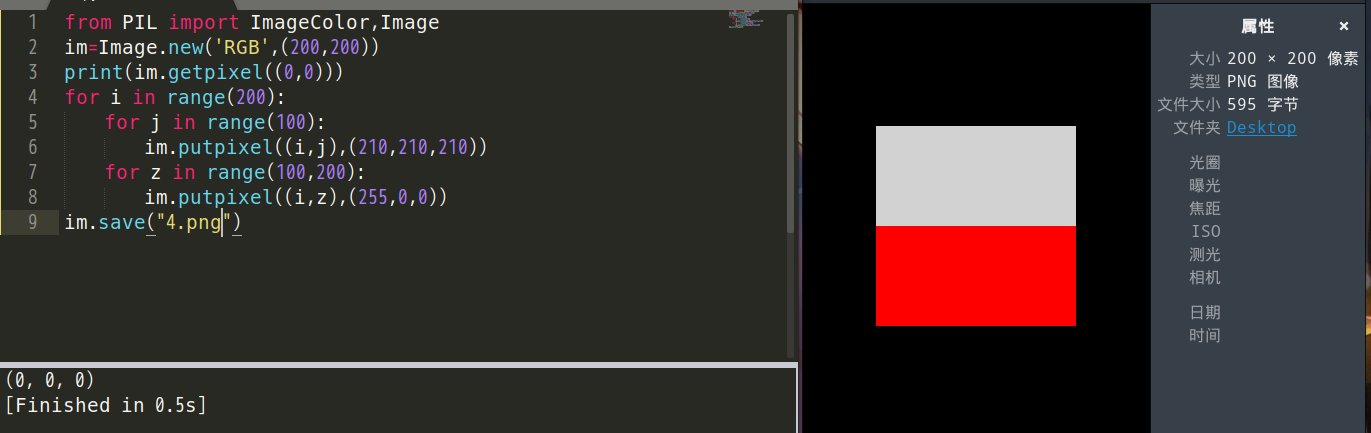 1 from PIL import ImageColor,Image
2 im=Image.new('RGB',(200,200))
3 print(im.getpixel((0,0)))
4 for i in range(200):
5     for j in range(100):
6         im.putpixel((i,j),(210,210,210))
7     for z in range(100,200):
8         im.putpixel((i,z),(255,0,0))
9 im.save("4.png")
(0, 0, 0)
[Finished in 0.5s]
属性 ×
大小 200 × 200 像素
类型 PNG 图像
文件大小 595 字节
文件夹 Desktop
光圈
曝光
焦距
ISO
测光
相机
日期
时间